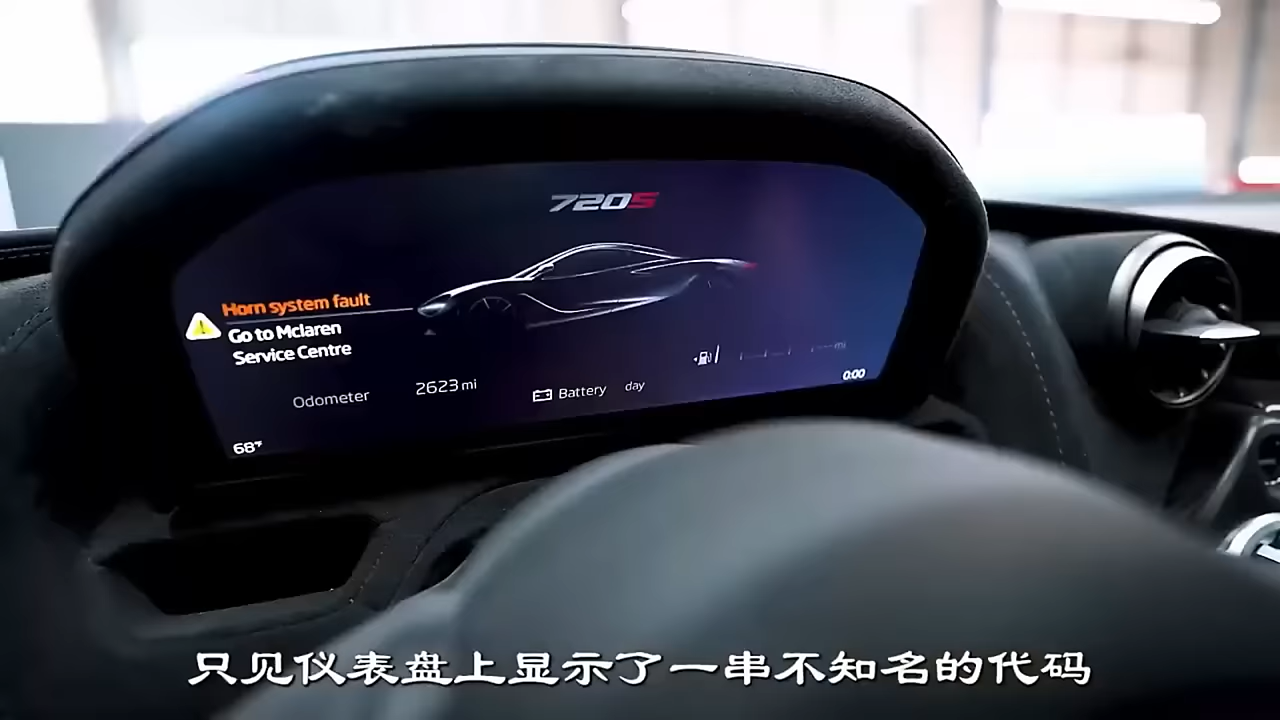 720S
Horn system fault
Go to Mclaren
Service Centre
Odometer
2623 mi
Battery day
mi
0:00
68°F
只见仪表盘上显示了一串不知名的代码